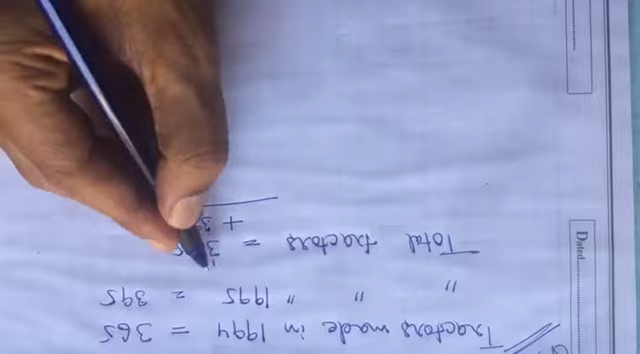 Tractors made in 1994 = 365
" " 1995 " = 395
Total tractors = 3
+ 3
Dated